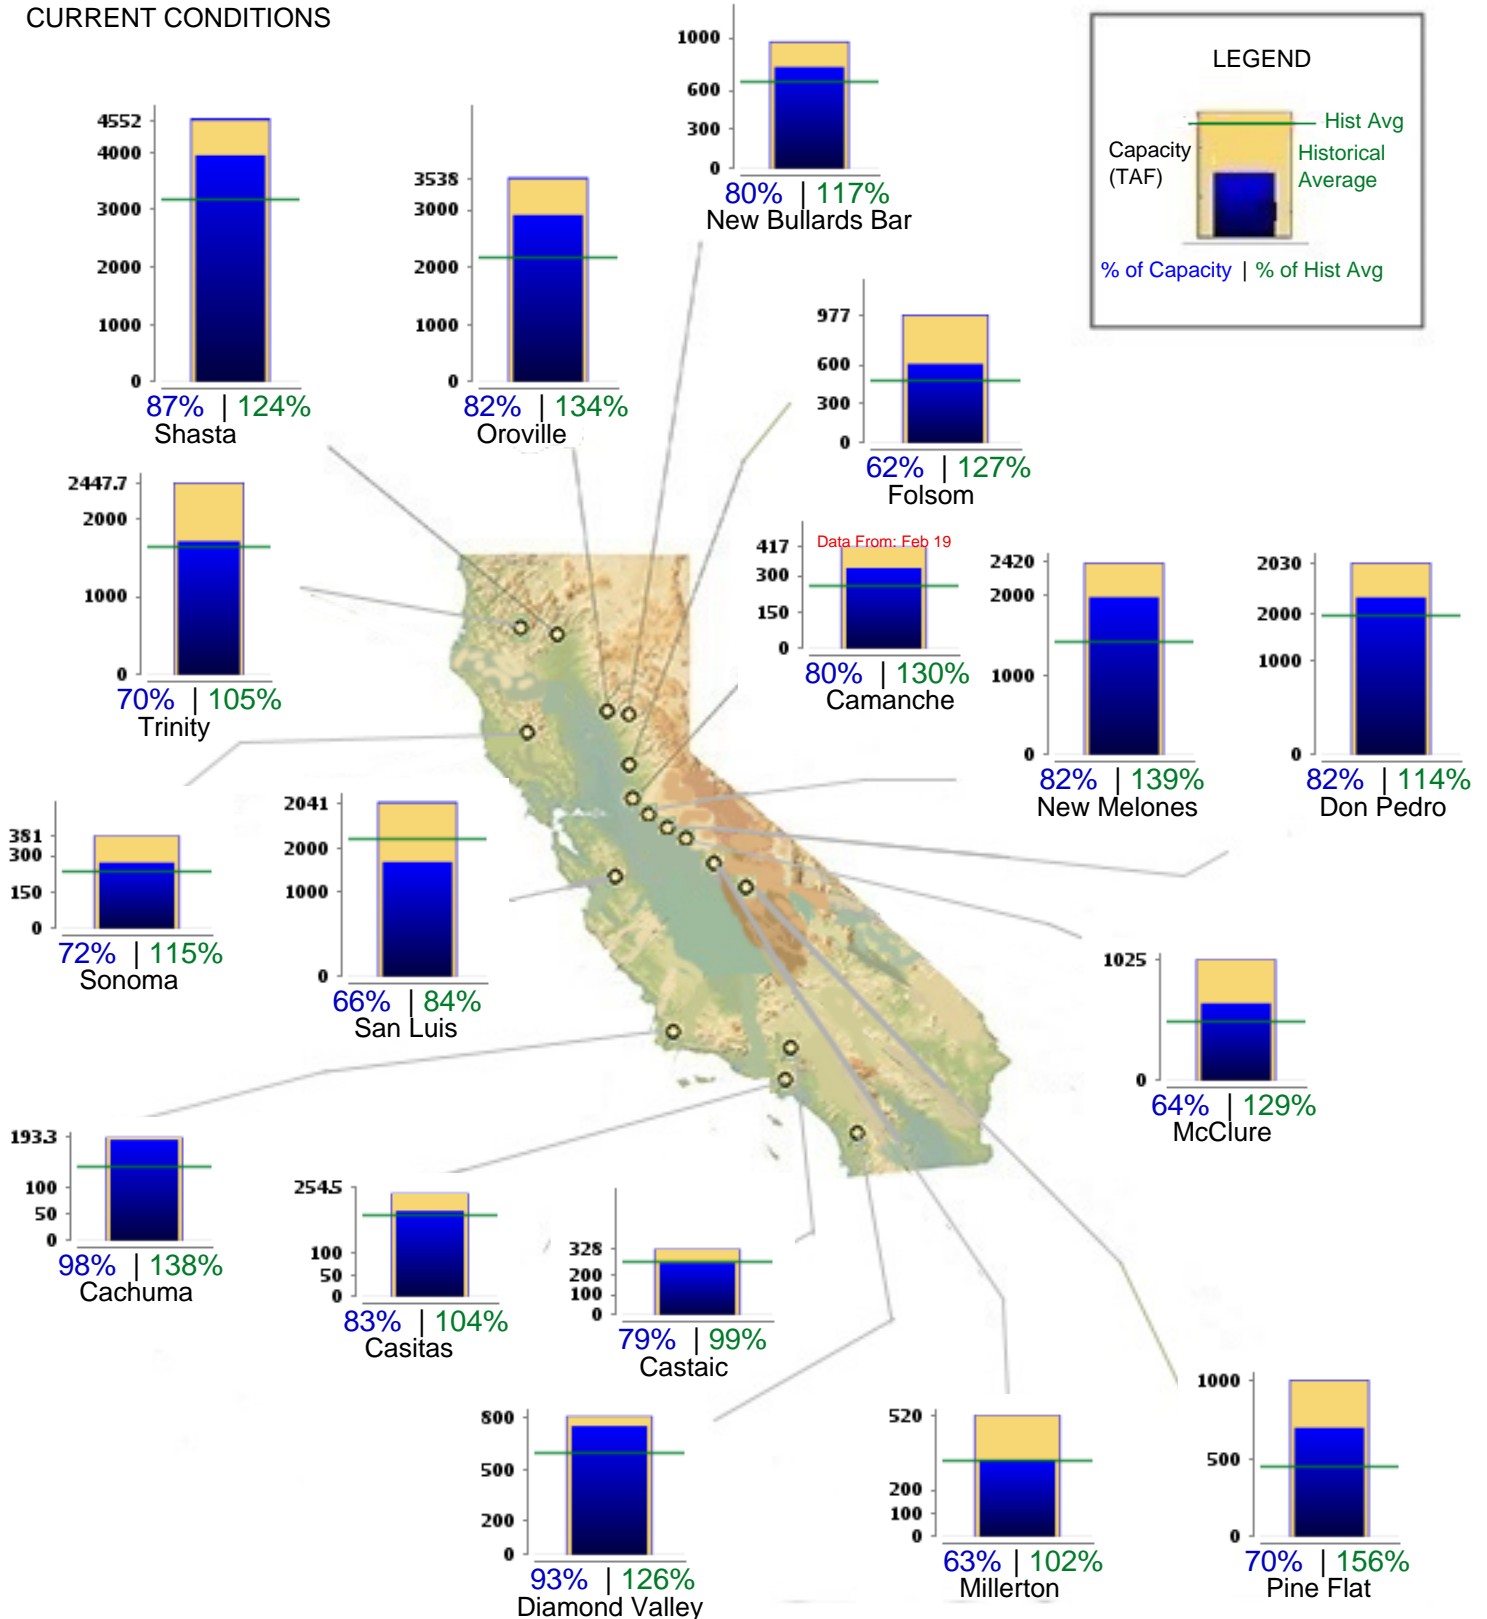 CURRENT CONDITIONS
LEGEND
Hist Avg
Capacity
(TAF)
Historical
Average
% of Capacity | % of Hist Avg
1000
600
300
0
80% | 117%
New Bullards Bar
4552
4000
3000
2000
1000
0
87% | 124%
Shasta
3538
3000
2000
1000
0
82% | 134%
Oroville
977
600
300
0
62% | 127%
Folsom
2447.7
2000
1000
0
70% | 105%
Trinity
Data From: Feb 19
417
300
150
0
80% | 130%
Camanche
2420
2000
1000
0
82% | 139%
New Melones
2030
2000
1000
0
82% | 114%
Don Pedro
381
300
150
0
72% | 115%
Sonoma
2041
2000
1000
0
66% | 84%
San Luis
1025
0
64% | 129%
McClure
193.3
100
50
0
98% | 138%
Cachuma
254.5
100
50
0
83% | 104%
Casitas
328
200
100
0
79% | 99%
Castaic
800
500
200
0
93% | 126%
Diamond Valley
520
200
100
0
63% | 102%
Millerton
1000
500
0
70% | 156%
Pine Flat